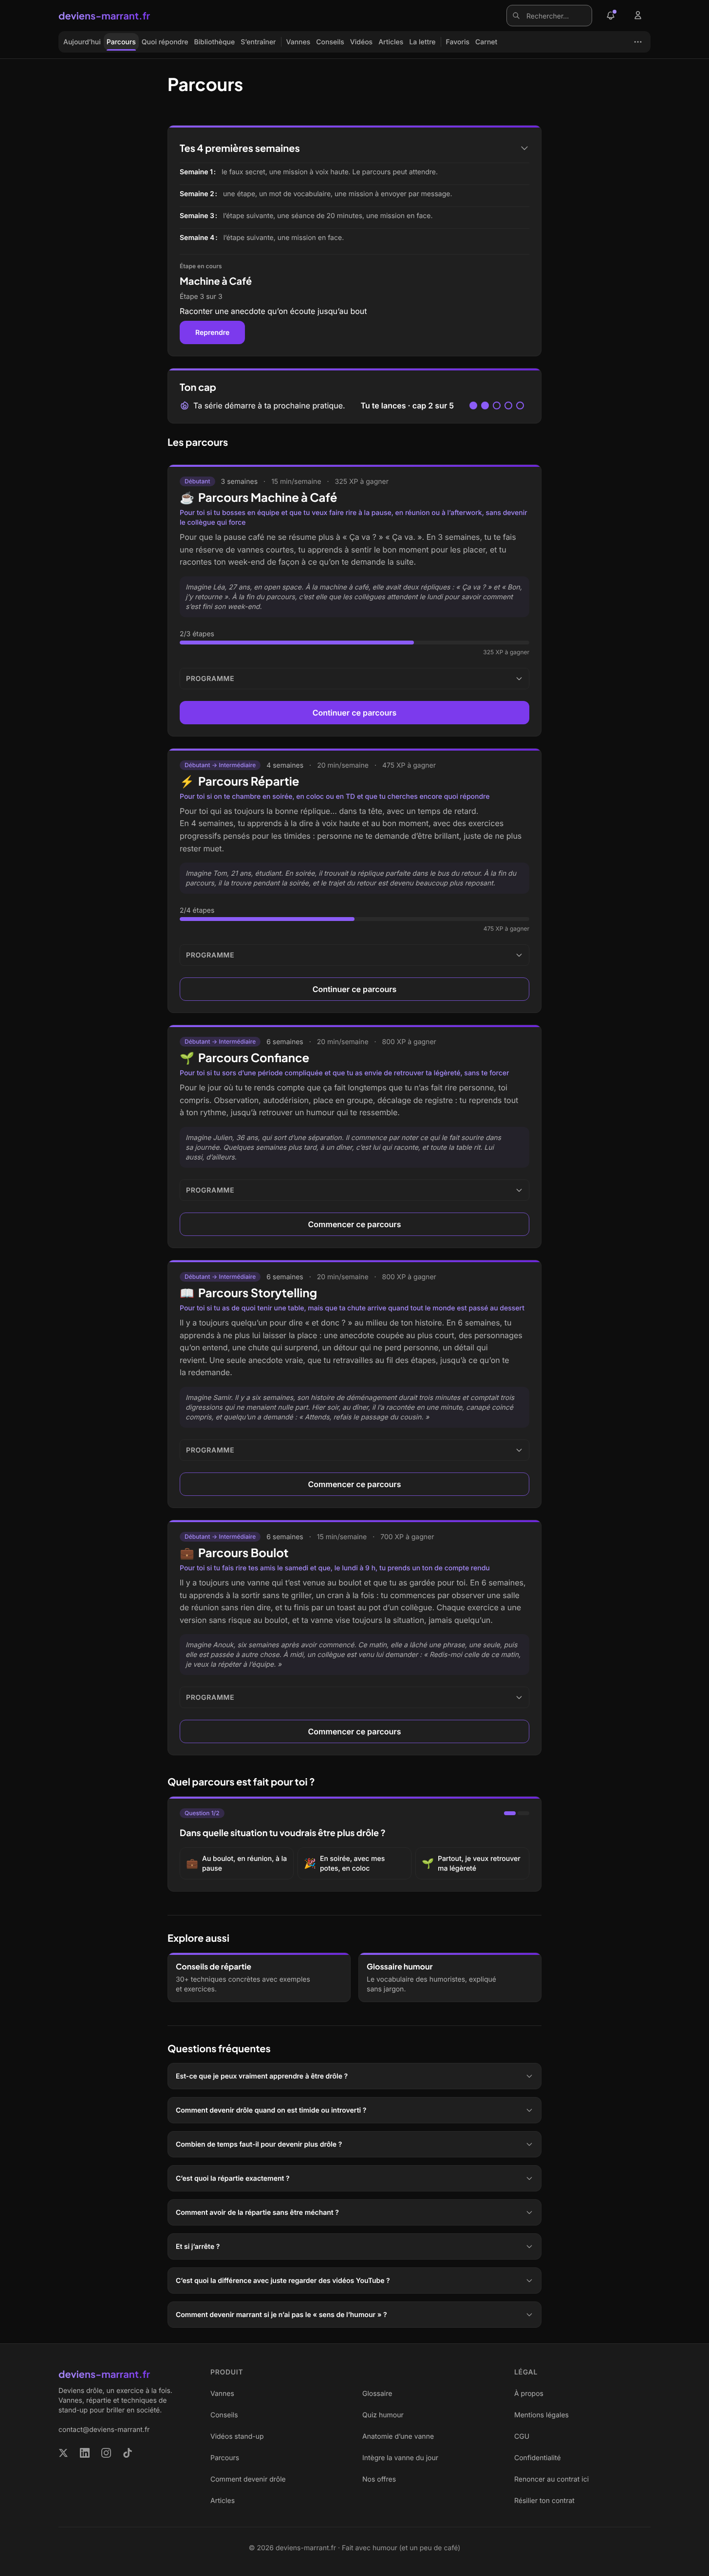 deviens-marrant.fr
Rechercher...
Aujourd'hui Parcours Quoi répondre Bibliothèque S'entraîner Vannes Conseils Vidéos Articles La lettre Favoris Carnet
Parcours
Tes 4 premières semaines
Semaine 1 : le faux secret, une mission à voix haute. Le parcours peut attendre.
Semaine 2 : une étape, un mot de vocabulaire, une mission à envoyer par message.
Semaine 3 : l'étape suivante, une séance de 20 minutes, une mission en face.
Semaine 4 : l'étape suivante, une mission en face.
Étape en cours
Machine à Café
Étape 3 sur 3
Raconter une anecdote qu'on écoute jusqu'au bout
Reprendre
Ton cap
Ta série démarre à ta prochaine pratique. Tu te lances · cap 2 sur 5
Les parcours
Débutant 3 semaines · 15 min/semaine · 325 XP à gagner
☕ Parcours Machine à Café
Pour toi si tu bosses en équipe et que tu veux faire rire à la pause, en réunion ou à l'afterwork, sans devenir
le collègue qui force
Pour que la pause café ne se résume plus à « Ça va ? » « Ça va. ». En 3 semaines, tu te fais
une réserve de vannes courtes, tu apprends à sentir le bon moment pour les placer, et tu
racontes ton week-end de façon à ce qu'on te demande la suite.
Imagine Léa, 27 ans, en open space. À la machine à café, elle avait deux répliques : « Ça va ? » et « Bon,
j'y retourne ». À la fin du parcours, c'est elle que les collègues attendent le lundi pour savoir comment
s'est fini son week-end.
2/3 étapes
325 XP à gagner
PROGRAMME
Continuer ce parcours
Débutant → Intermédiaire 4 semaines · 20 min/semaine · 475 XP à gagner
⚡ Parcours Répartie
Pour toi si on te chambre en soirée, en coloc ou en TD et que tu cherches encore quoi répondre
Pour toi qui as toujours la bonne réplique… dans ta tête, avec un temps de retard.
En 4 semaines, tu apprends à la dire à voix haute et au bon moment, avec des exercices
progressifs pensés pour les timides : personne ne te demande d'être brillant, juste de ne plus
rester muet.
Imagine Tom, 21 ans, étudiant. En soirée, il trouvait la réplique parfaite dans le bus du retour. À la fin du
parcours, il la trouve pendant la soirée, et le trajet du retour est devenu beaucoup plus reposant.
2/4 étapes
475 XP à gagner
PROGRAMME
Continuer ce parcours
Débutant → Intermédiaire 6 semaines · 20 min/semaine · 800 XP à gagner
🌱 Parcours Confiance
Pour toi si tu sors d'une période compliquée et que tu as envie de retrouver ta légèreté, sans te forcer
Pour le jour où tu te rends compte que ça fait longtemps que tu n'as fait rire personne, toi
compris. Observation, autodérision, place en groupe, décalage de registre : tu reprends tout
à ton rythme, jusqu'à retrouver un humour qui te ressemble.
Imagine Julien, 36 ans, qui sort d'une séparation. Il commence par noter ce qui le fait sourire dans
sa journée. Quelques semaines plus tard, à un dîner, c'est lui qui raconte, et toute la table rit. Lui
aussi, d'ailleurs.
PROGRAMME
Commencer ce parcours
Débutant → Intermédiaire 6 semaines · 20 min/semaine · 800 XP à gagner
📖 Parcours Storytelling
Pour toi si tu as de quoi tenir une table, mais que ta chute arrive quand tout le monde est passé au dessert
Il y a toujours quelqu'un pour dire « et donc ? » au milieu de ton histoire. En 6 semaines, tu
apprends à ne plus lui laisser la place : une anecdote coupée au plus court, des personnages
qu'on entend, une chute qui surprend, un détour qui ne perd personne, un détail qui
revient. Une seule anecdote vraie, que tu retravailles au fil des étapes, jusqu'à ce qu'on te
la redemande.
Imagine Samir. Il y a six semaines, son histoire de déménagement durait trois minutes et comptait trois
digressions qui ne menaient nulle part. Hier soir, au dîner, il l'a racontée en une minute, canapé coincé
compris, et quelqu'un a demandé : « Attends, refais le passage du cousin. »
PROGRAMME
Commencer ce parcours
Débutant → Intermédiaire 6 semaines · 15 min/semaine · 700 XP à gagner
💼 Parcours Boulot
Pour toi si tu fais rire tes amis le samedi et que, le lundi à 9 h, tu prends un ton de compte rendu
Il y a toujours une vanne qui t'est venue au boulot et que tu as gardée pour toi. En 6 semaines,
tu apprends à la sortir sans te griller, un cran à la fois : tu commences par observer une salle
de réunion sans rien dire, et tu finis par un toast au pot d'un collègue. Chaque exercice a une
version sans risque au boulot, et ta vanne vise toujours la situation, jamais quelqu'un.
Imagine Anouk, six semaines après avoir commencé. Ce matin, elle a lâché une phrase, une seule, puis
elle est passée à autre chose. À midi, un collègue est venu lui demander : « Redis-moi celle de ce matin,
je veux la répéter à l'équipe. »
PROGRAMME
Commencer ce parcours
Quel parcours est fait pour toi ?
Question 1/2
Dans quelle situation tu voudrais être plus drôle ?
💼 Au boulot, en réunion, à la
pause
🎉 En soirée, avec mes
potes, en coloc
🌱 Partout, je veux retrouver
ma légèreté
Explore aussi
Conseils de répartie
30+ techniques concrètes avec exemples
et exercices.
Glossaire humour
Le vocabulaire des humoristes, expliqué
sans jargon.
Questions fréquentes
Est-ce que je peux vraiment apprendre à être drôle ?
Comment devenir drôle quand on est timide ou introverti ?
Combien de temps faut-il pour devenir plus drôle ?
C'est quoi la répartie exactement ?
Comment avoir de la répartie sans être méchant ?
Et si j'arrête ?
C'est quoi la différence avec juste regarder des vidéos YouTube ?
Comment devenir marrant si je n'ai pas le « sens de l'humour » ?
deviens-marrant.fr
Deviens drôle, un exercice à la fois.
Vannes, répartie et techniques de
stand-up pour briller en société.
contact@deviens-marrant.fr
PRODUIT
Vannes
Conseils
Vidéos stand-up
Parcours
Comment devenir drôle
Articles
Glossaire
Quiz humour
Anatomie d'une vanne
Intègre la vanne du jour
Nos offres
LÉGAL
À propos
Mentions légales
CGU
Confidentialité
Renoncer au contrat ici
Résilier ton contrat
© 2026 deviens-marrant.fr · Fait avec humour (et un peu de café)